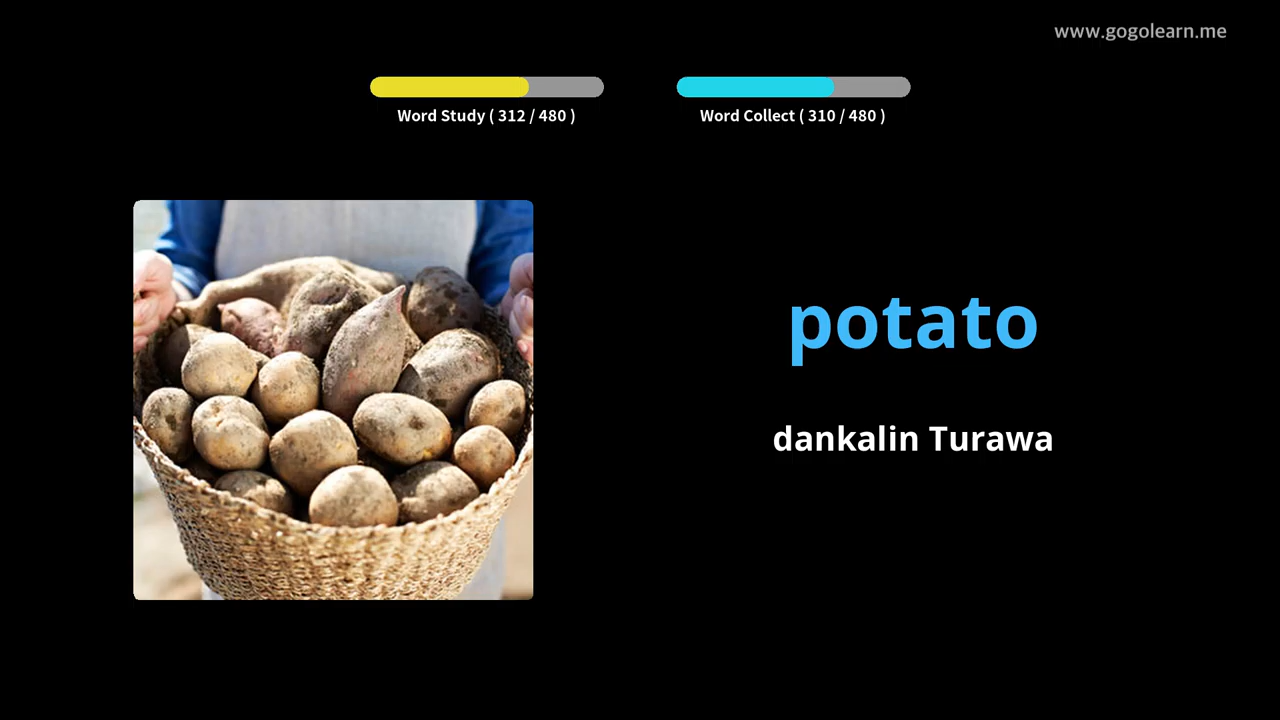 www.gogolearn.me
Word Study ( 312 / 480 )
Word Collect ( 310 / 480 )
potato
dankalin Turawa